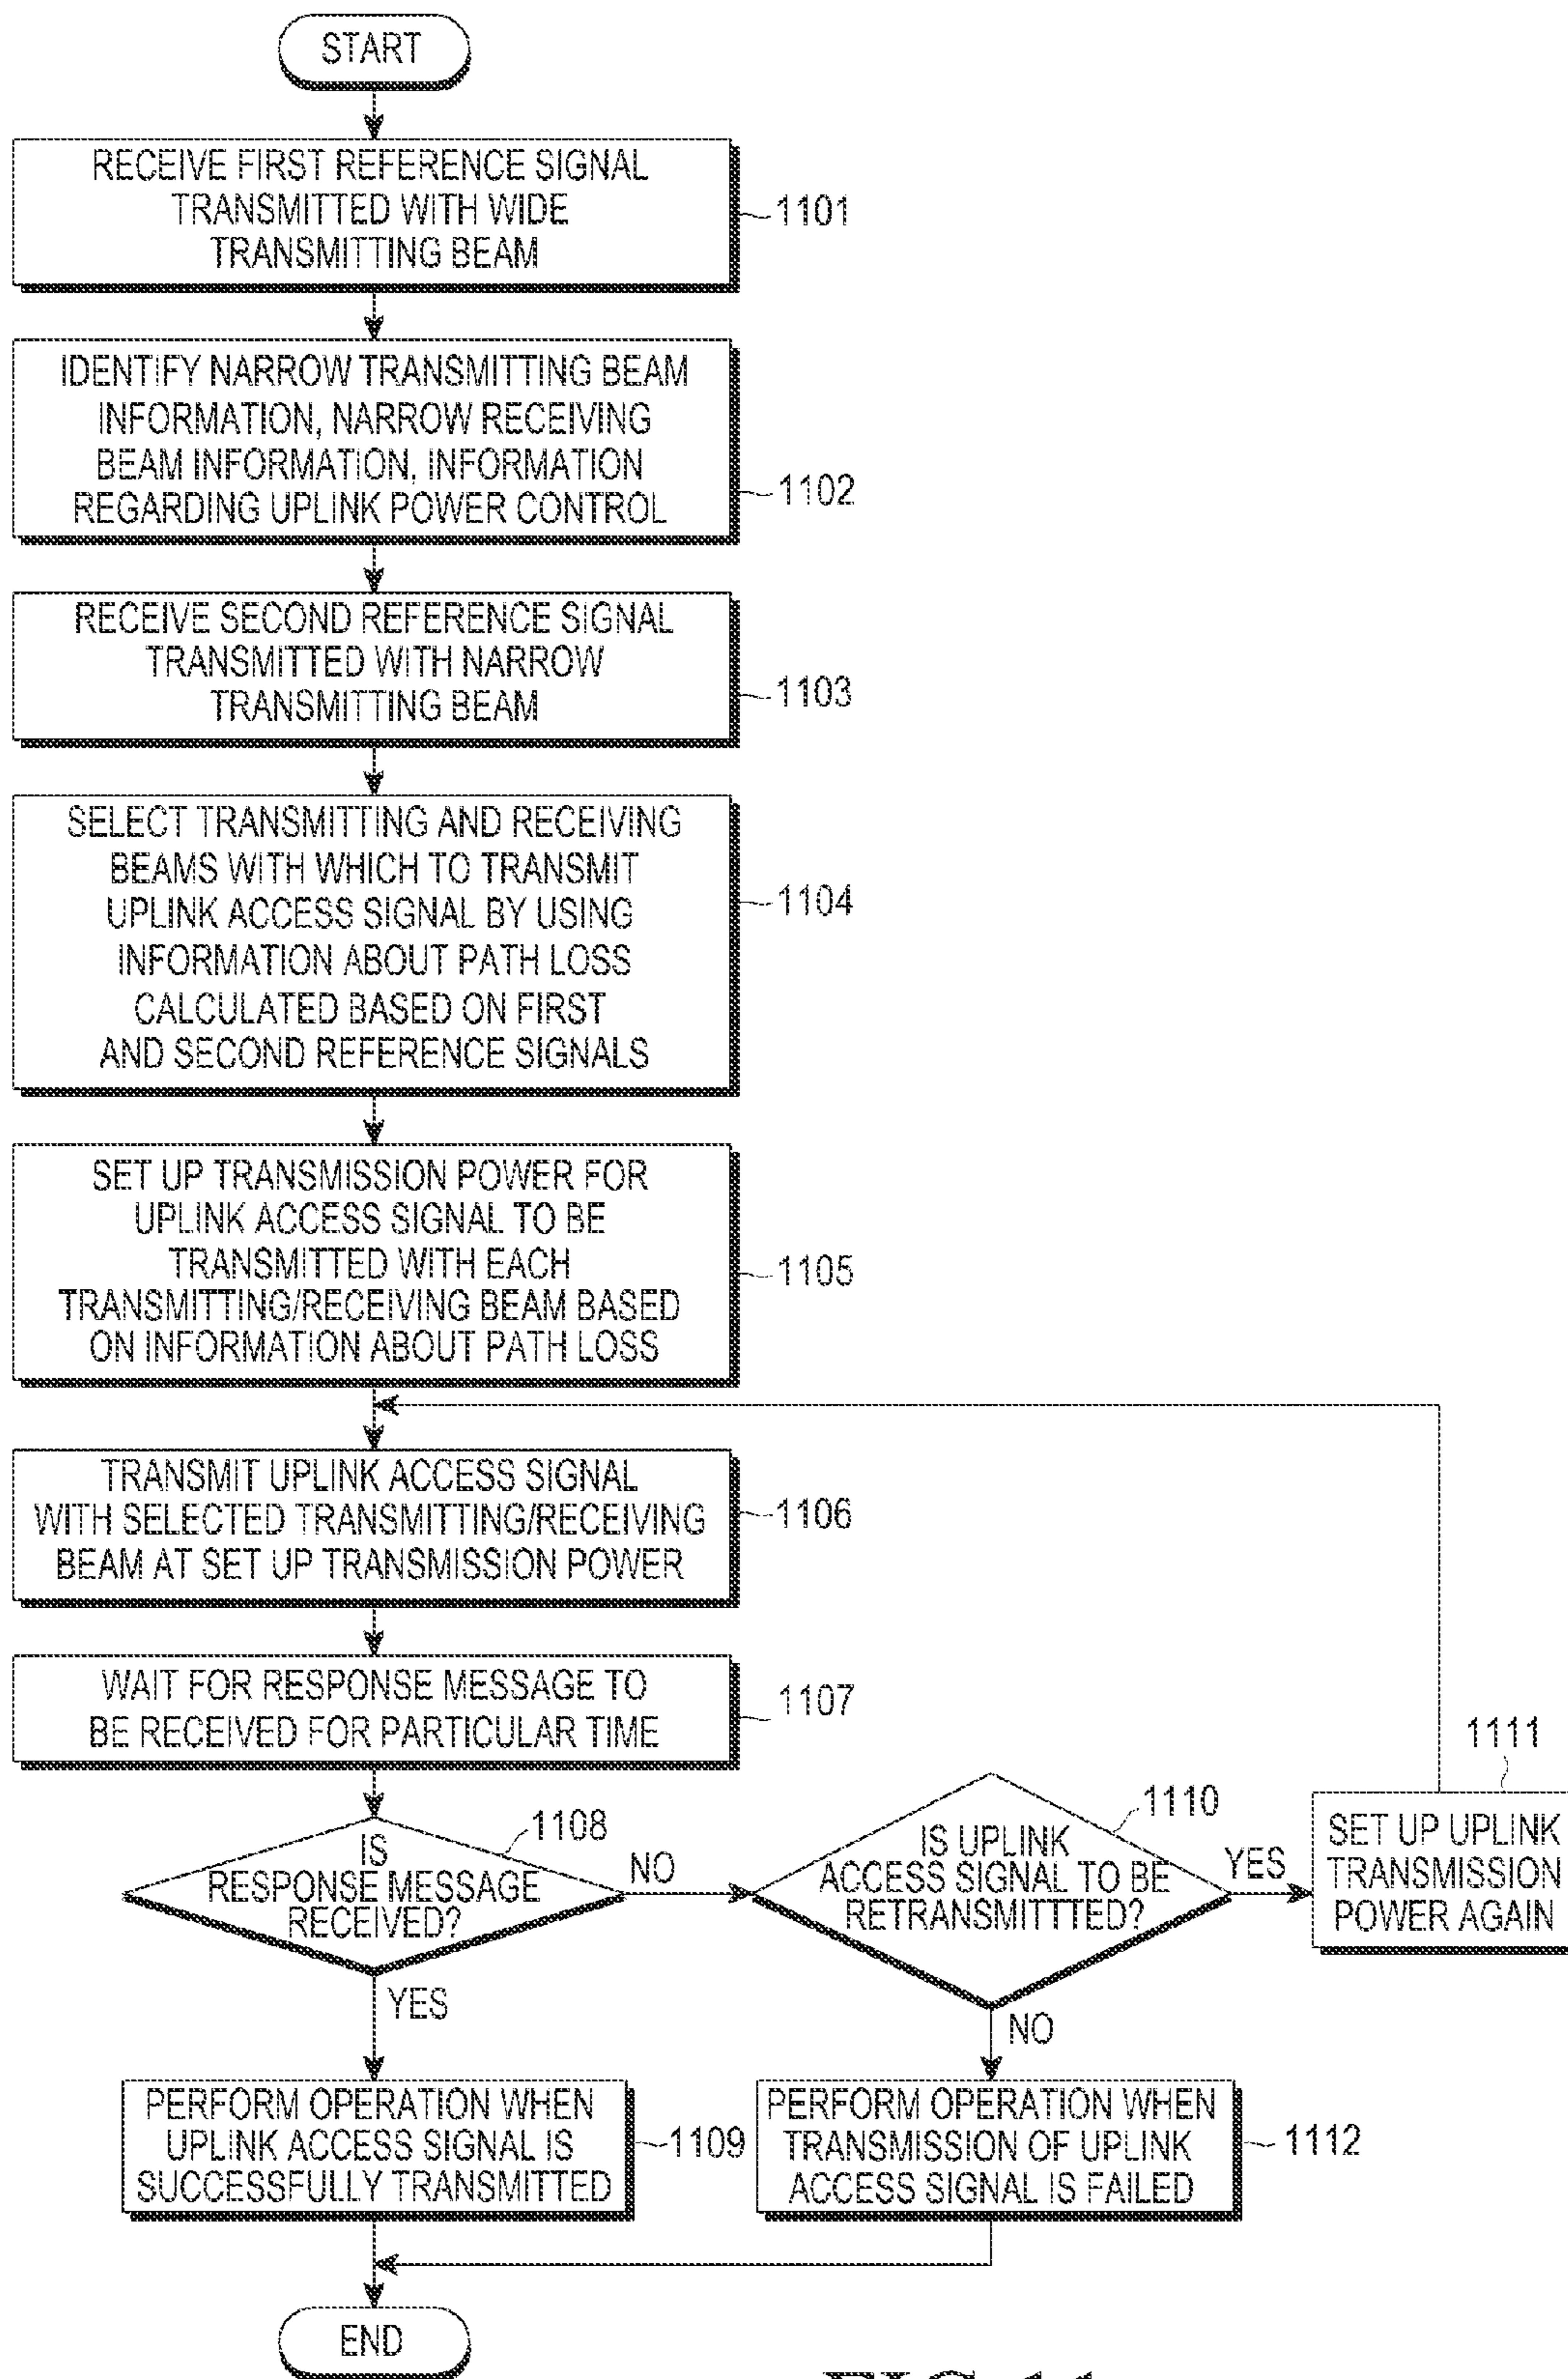 START
RECEIVE FIRST REFERENCE SIGNAL
TRANSMITTED WITH WIDE
TRANSMITTING BEAM
1101
IDENTIFY NARROW TRANSMITTING BEAM
INFORMATION, NARROW RECEIVING
BEAM INFORMATION, INFORMATION
REGARDING UPLINK POWER CONTROL
1102
RECEIVE SECOND REFERENCE SIGNAL
TRANSMITTED WITH NARROW
TRANSMITTING BEAM
1103
SELECT TRANSMITTING AND RECEIVING
BEAMS WITH WHICH TO TRANSMIT
UPLINK ACCESS SIGNAL BY USING
INFORMATION ABOUT PATH LOSS
CALCULATED BASED ON FIRST
AND SECOND REFERENCE SIGNALS
1104
SET UP TRANSMISSION POWER FOR
UPLINK ACCESS SIGNAL TO BE
TRANSMITTED WITH EACH
TRANSMITTING/RECEIVING BEAM BASED
ON INFORMATION ABOUT PATH LOSS
1105
TRANSMIT UPLINK ACCESS SIGNAL
WITH SELECTED TRANSMITTING/RECEIVING
BEAM AT SET UP TRANSMISSION POWER
1106
WAIT FOR RESPONSE MESSAGE TO
BE RECEIVED FOR PARTICULAR TIME
1107
IS
RESPONSE MESSAGE
RECEIVED?
1108
NO
YES
IS UPLINK
ACCESS SIGNAL TO BE
RETRANSMITTTED?
1110
YES
NO
SET UP UPLINK
TRANSMISSION
POWER AGAIN
1111
PERFORM OPERATION WHEN
UPLINK ACCESS SIGNAL IS
SUCCESSFULLY TRANSMITTED
1109
PERFORM OPERATION WHEN
TRANSMISSION OF UPLINK
ACCESS SIGNAL IS FAILED
1112
END